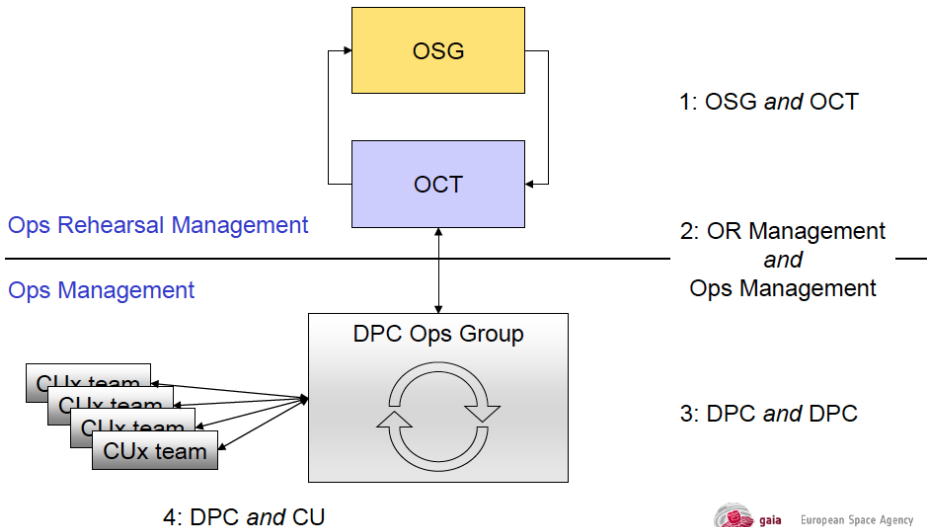 OSG
1: OSG and OCT
OCT
Ops Rehearsal Management
2: OR Management
and
Ops Management
Ops Management
DPC Ops Group
CUx team
CUx team
CUx team
CUx team
3: DPC and DPC
4: DPC and CU
gaia European Space Agency